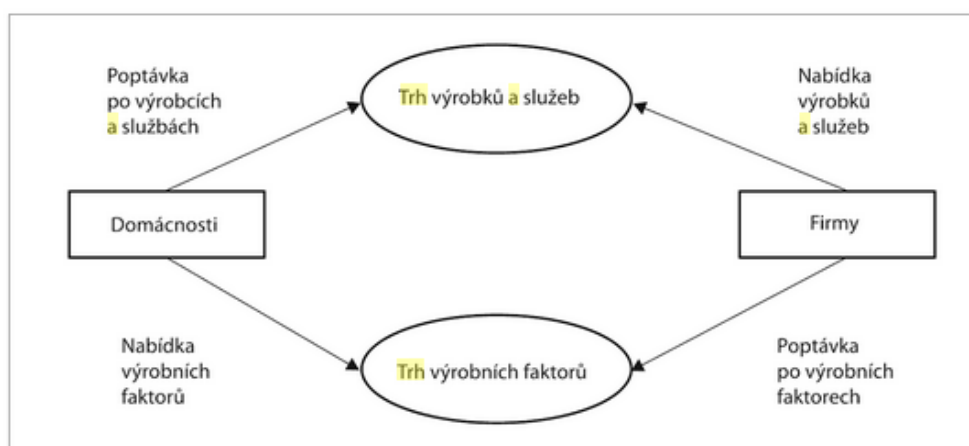 Poptávka
po výrobcích
a službách
Trh výrobků a služeb
Nabídka
výrobků
a služeb
Domácnosti
Firmy
Nabídka
výrobních
faktorů
Trh výrobních faktorů
Poptávka
po výrobních
faktorech